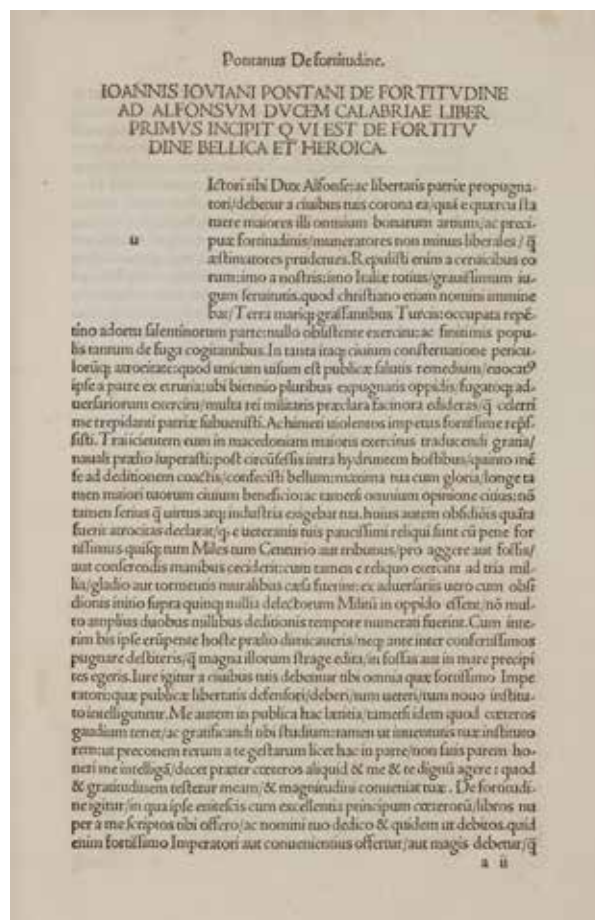 Pontanus De fortitudine.
IOANNIS IOVIANI PONTANI DE FORTITVDINE
AD ALFONSVM DVCEM CALABRIAE LIBER
PRIMVS INCIPIT Q VI EST DE FORTITV
DINE BELLICA ET HEROICA.
Ictori tibi Dux Alfonse: ac libertatis patriæ propugna-
tori/debetur a ciuibus tuis corona ea/quá e quercu sta
tuere maiores illi omnium bonarum artium/ac preci-
u
puæ fortitudinis/muneratores non minus liberales/q̄
æstimatores prudentes. Repulisti enim a ceruicibus eo
rum: imo a nostris: imo Italiæ totius/grauissimum iu-
gum seruitutis. quod christiano etiam nomini immine
bat/Terra mariq; grassantibus Turcis: occupata repē-
tino adortu salentinorum parte: nullo obsistente exercitu: ac finitimis popu-
lis tantum de fuga cogitantibus. In tanta itaq; ciuium consternatione pericu-
lorūq; atrocitate: quod unicum uisum est publicæ salutis remedium/euocatꝰ
ipse a patre ex etruria: ubi biennio pluribus expugnatis oppidis/fugatoq; ad-
uersariorum exercitu/multa rei militaris præclara facinora edideras/q̄ celerri
me trepidanti patriæ subuenisti. Achimeti uiolentos impetus fortissime repſ-
sisti. Traiicientem eum in macedoniam maioris exercitus traducendi gratia/
nauali prælio superasti: post circūsessis intra hydruntem hostibus/quinto mē
se ad deditionem coactis/confecisti bellum: maxima tua cum gloria/longe ta
men maiori tuorum ciuium beneficio: ac tametsi omnium opinione citius: nō
tamen serius q̄ uirtus atq; industria exigebat tua. huius autem obsidiōis quāta
fuerit atrocitas declarat/q. e ueteranis tuis paucissimi reliqui sunt cū pene for
tissimus quisq; tum Miles tum Centurio aut tribunus/pro aggere aut fossis/
aut conserendis manibus ceciderit: cum tamen e reliquo exercitu ad tria mil-
lia/gladio aut tormentis muralibus cæsa fuerint: ex aduersariis uero cum obsi
dionis initio supra quinq; millia delectorum Militū in oppido essent/nō mul-
to amplius duobus millibus deditionis tempore numerati fuerint. Cum inte-
rim bis ipse erūpente hoste prælio dimicaueris/neq; ante inter confertissimos
pugnare destiteris/q̄ magna illorum strage edita/in fossas aut in mare precipi
tes egeris. Iure igitur a ciuibus tuis debentur tibi omnia quæ fortissimo Impe
ratori: quæ publicæ libertatis defensori/deberi/tum ueteri/tum nouo institu-
to intelliguntur. Me autem in publica hac lætitia/tametsi idem quod cæteros
gaudium tenet/ac gratificandi tibi studium: tamen ut iuuentutis tuæ instituto
rem: ut preconem rerum a te gestarum licet hac in parte/non satis parem ho-
neri me intelligā/decet præter cæteros aliquid & me & te dignū agere: quod
& gratitudinem testetur meam/& magnitudini conueniat tuæ. De fortitudi-
ne igitur/in qua ipse enitescis cum excellentia principum cæterorū/libros nu
per a me scriptos tibi offero/ac nomini tuo dedico & quidem ut debitos. quid
enim fortissimo Imperatori aut conuenientius offertur/aut magis debetur/q̄
a ii